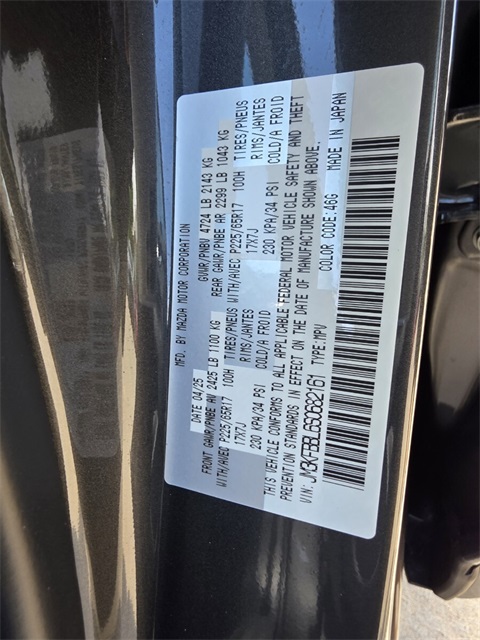 MFD. BY MAZDA MOTOR CORPORATION
DATE 04/25 GVWR/PNBV 4724 LB 2143 KG
FRONT GAWR/PNBE AV 2425 LB 1100 KG REAR GAWR/PNBE AR 2299 LB 1043 KG
WITH/AVEC P225/65R17 100H TIRES/PNEUS WITH/AVEC P225/65R17 100H TIRES/PNEUS
17X7J RIMS/JANTES 17X7J RIMS/JANTES
230 KPA/34 PSI COLD/A FROID 230 KPA/34 PSI COLD/A FROID
THIS VEHICLE CONFORMS TO ALL APPLICABLE FEDERAL MOTOR VEHICLE SAFETY AND THEFT
PREVENTION STANDARDS IN EFFECT ON THE DATE OF MANUFACTURE SHOWN ABOVE.
VIN: JM3KFBBL6S0682161 TYPE:MPV COLOR CODE:46G MADE IN JAPAN